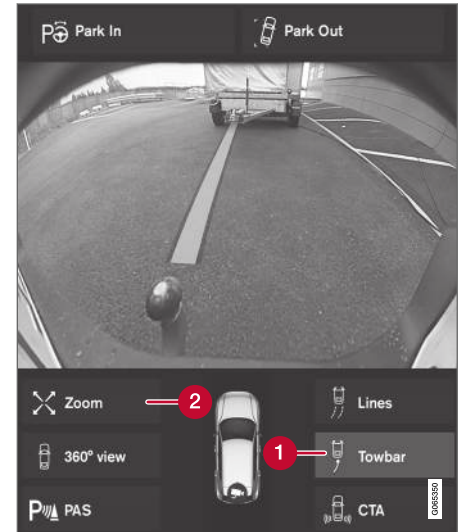 Park In
Park Out
2
Zoom
Lines
1
360° view
Towbar
PAS
CTA
G065350